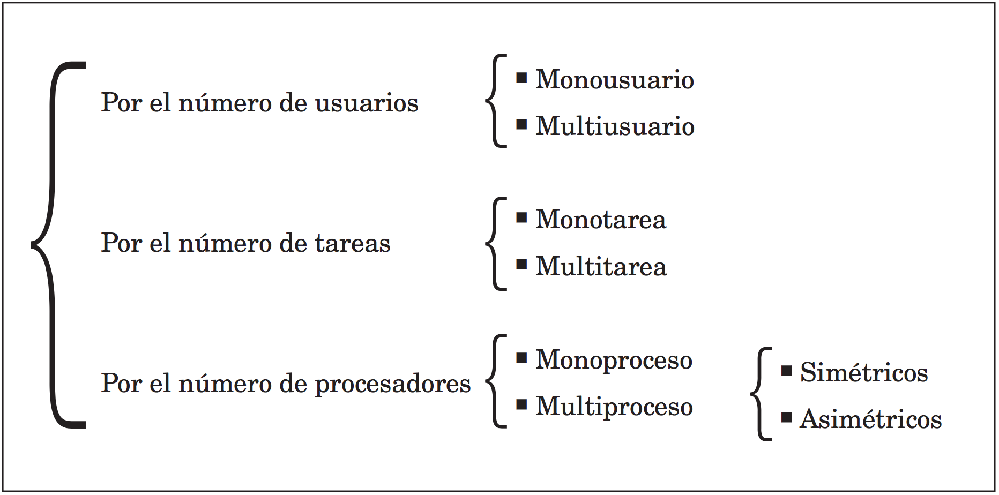 Por el número de usuarios
▪ Monousuario
▪ Multiusuario
Por el número de tareas
▪ Monotarea
▪ Multitarea
Por el número de procesadores
▪ Monoproceso
▪ Multiproceso
▪ Simétricos
▪ Asimétricos